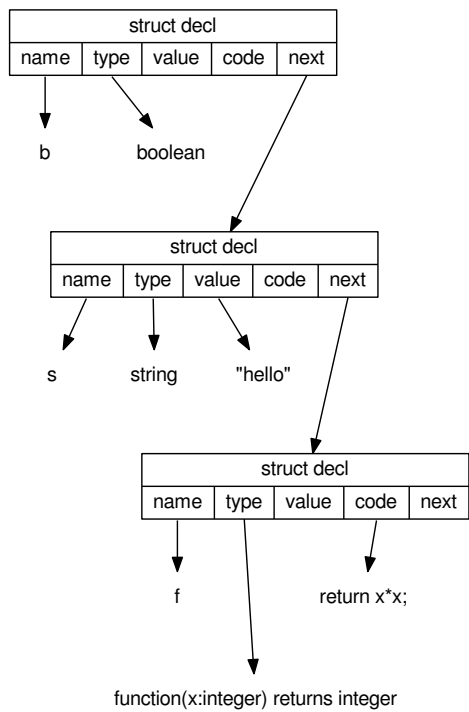 struct decl
name type value code next
b boolean
struct decl
name type value code next
s string "hello"
struct decl
name type value code next
f return x*x;
function(x:integer) returns integer